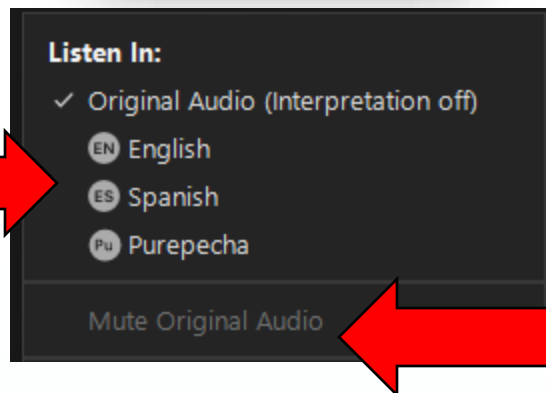 Listen In:
✓ Original Audio (Interpretation off)
EN English
ES Spanish
Pu Purepecha
Mute Original Audio